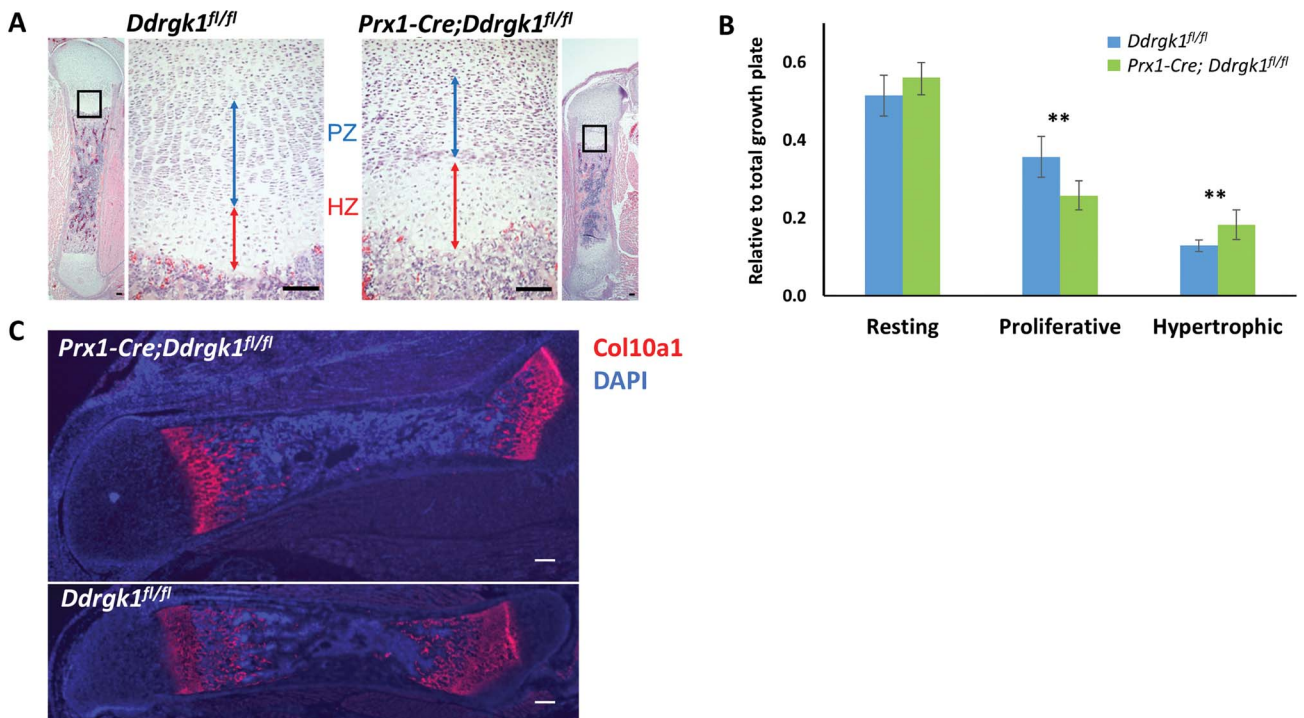 A
Ddrgk1fl/fl
Prx1-Cre;Ddrgk1fl/fl
PZ
HZ
B
Relative to total growth plate
0.6
0.4
0.2
0.0
Ddrgk1fl/fl
Prx1-Cre; Ddrgk1fl/fl
**
**
Resting
Proliferative
Hypertrophic
C
Prx1-Cre;Ddrgk1fl/fl
Col10a1
DAPI
Ddrgk1fl/fl